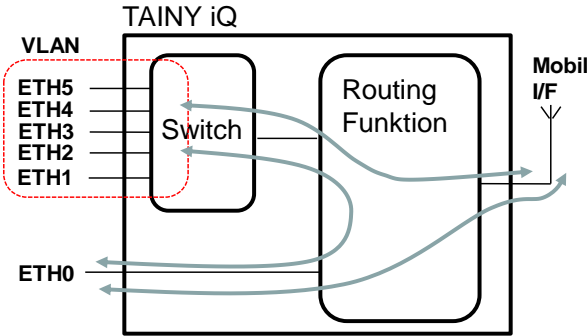 TAINY iQ
VLAN
ETH5
ETH4
ETH3
ETH2
ETH1
Switch
Routing
Funktion
Mobil
I/F
ETH0